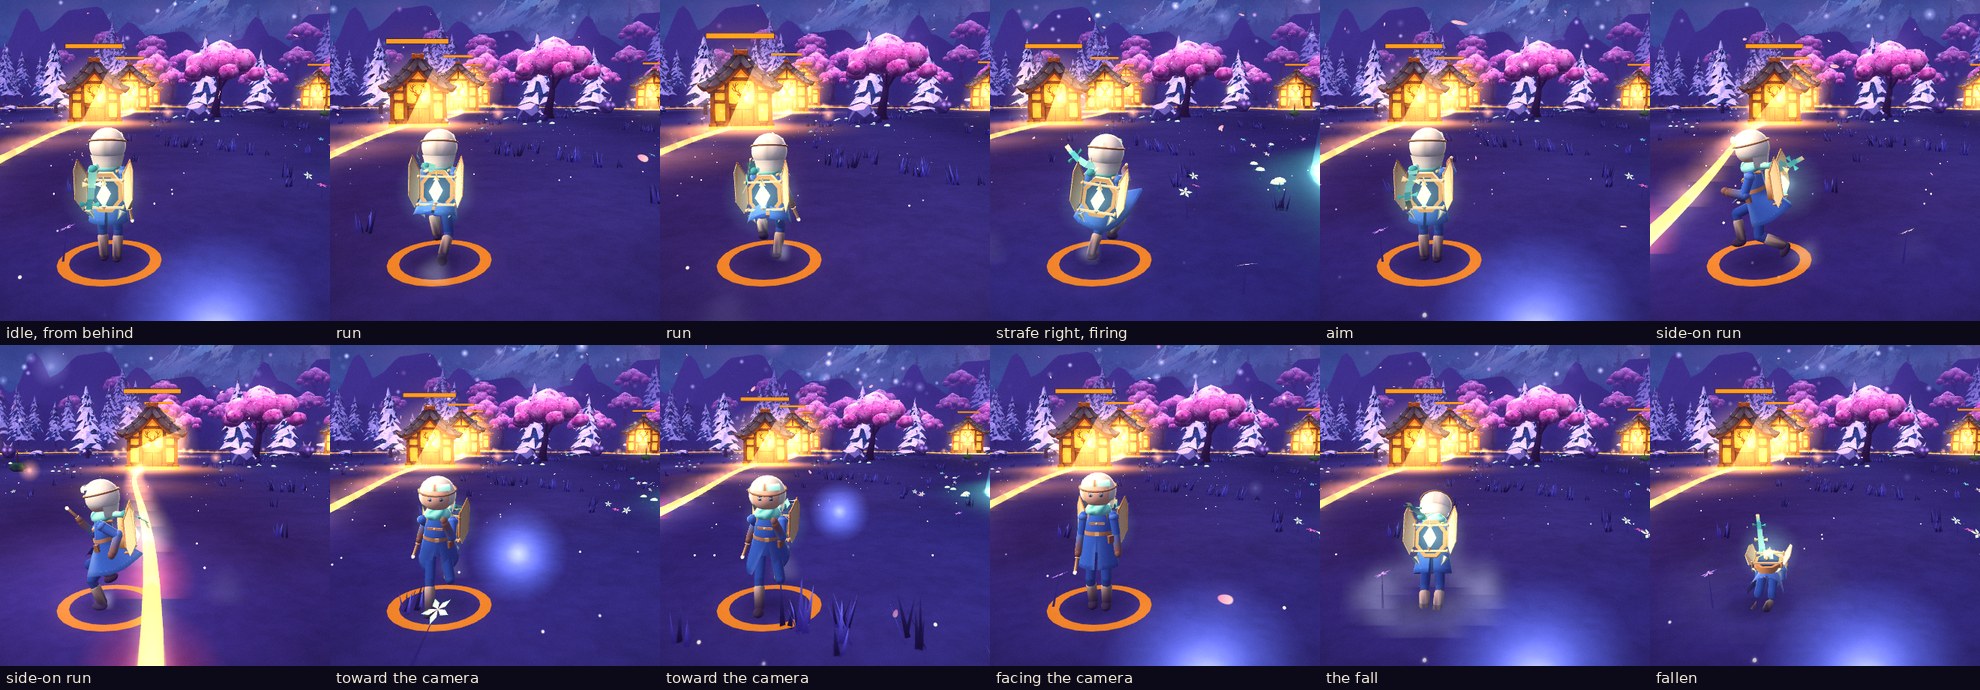 idle, from behind
run
run
strafe right, firing
aim
side-on run
side-on run
toward the camera
toward the camera
facing the camera
the fall
fallen